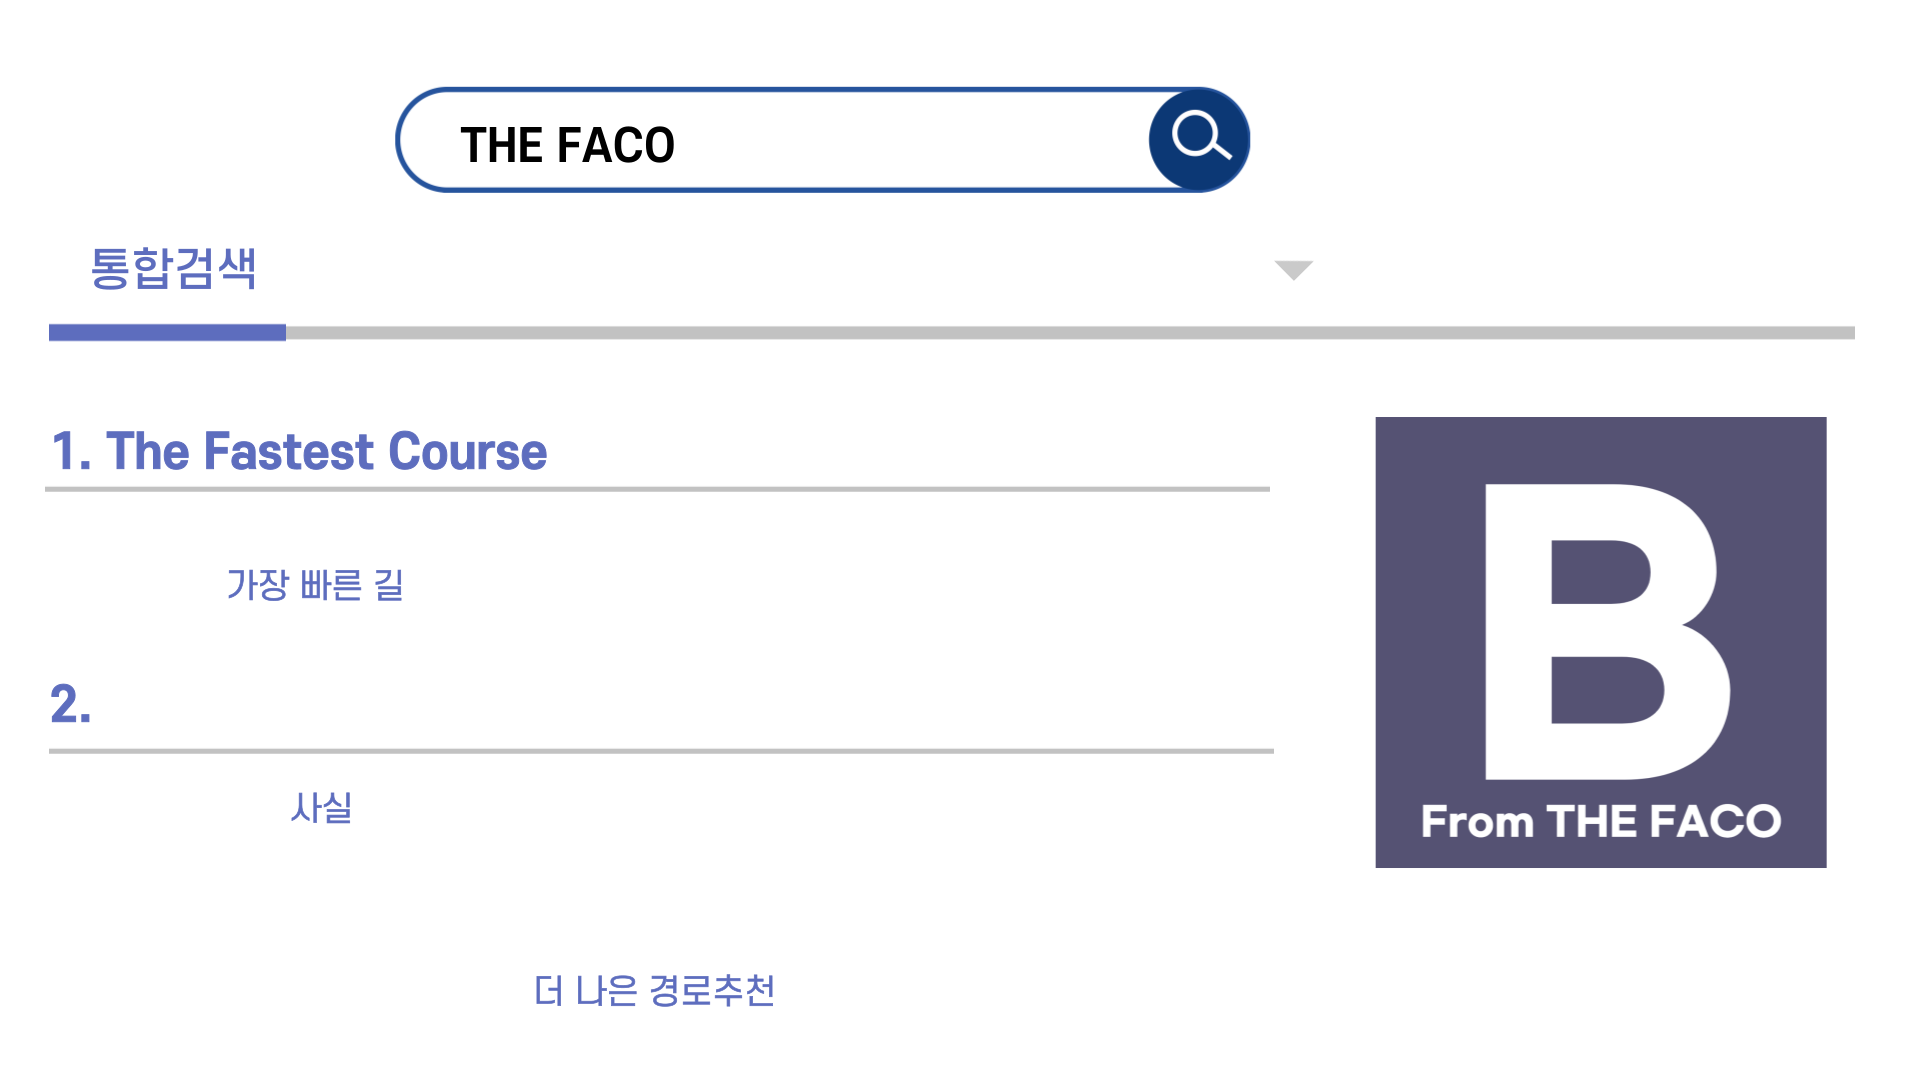 THE FACO
통합검색
1. The Fastest Course
가장 빠른 길
2.
사실
더 나은 경로추천
B
From THE FACO